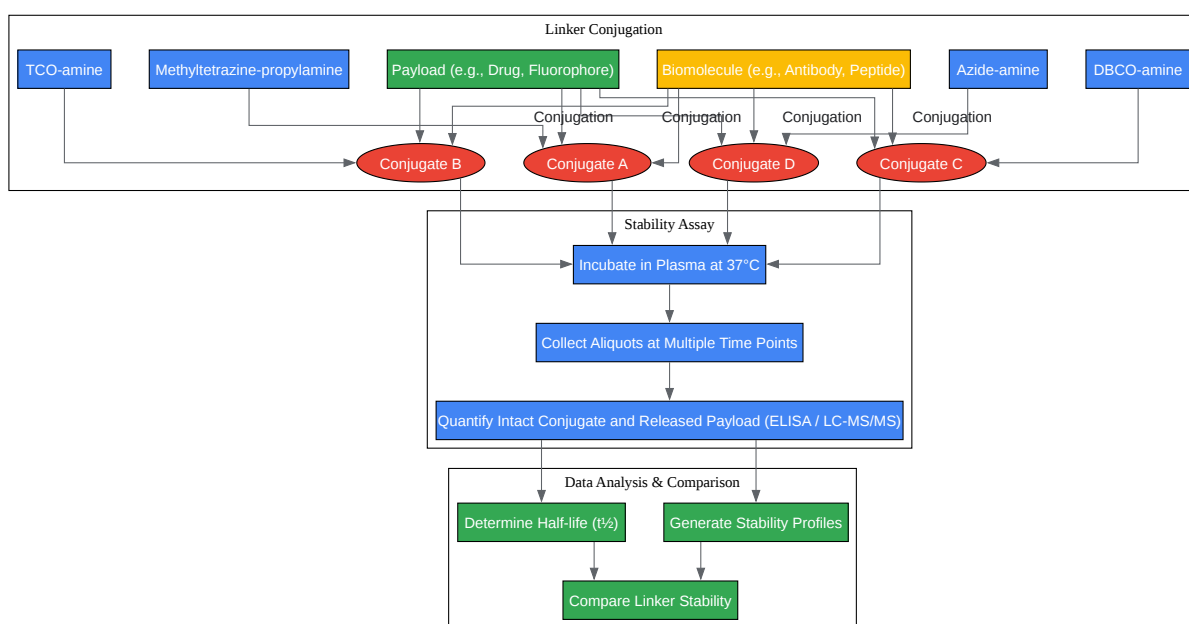 Linker Conjugation
TCO-amine
Methyltetrazine-propylamine
Payload (e.g., Drug, Fluorophore)
Biomolecule (e.g., Antibody, Peptide)
Azide-amine
DBCO-amine
Conjugation
Conjugation
Conjugation
Conjugation
Conjugate B
Conjugate A
Conjugate D
Conjugate C
Stability Assay
Incubate in Plasma at 37°C
Collect Aliquots at Multiple Time Points
Quantify Intact Conjugate and Released Payload (ELISA / LC-MS/MS)
Data Analysis & Comparison
Determine Half-life (t½)
Generate Stability Profiles
Compare Linker Stability